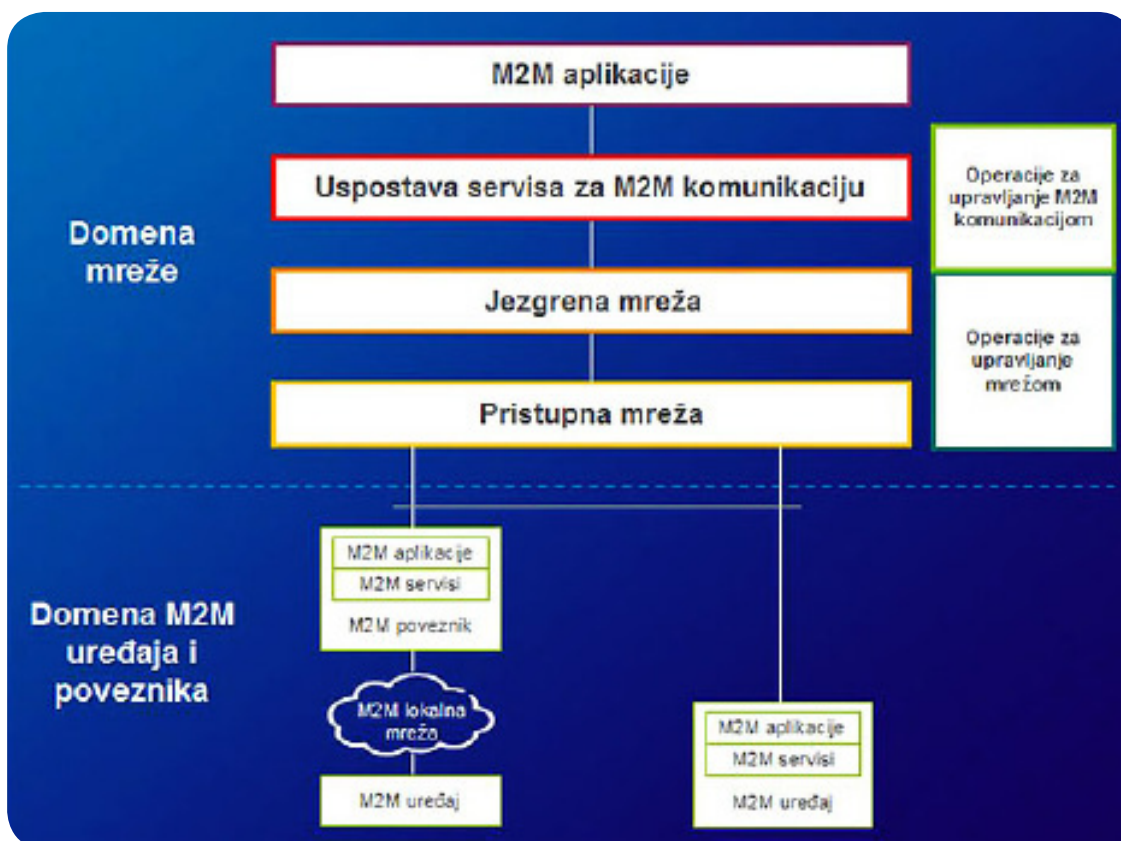 M2M aplikacije
Uspostava servisa za M2M komunikaciju
Operacije za
upravljanje M2M
komunikacijom
Domena
mreže
Jezgrena mreža
Operacije za
upravljanje
mrežom
Pristupna mreža
M2M aplikacije
M2M servisi
M2M poveznik
Domena M2M
uređaja i
poveznika
M2M lokalna
mreža
M2M uređaj
M2M aplikacije
M2M servisi
M2M uređaj